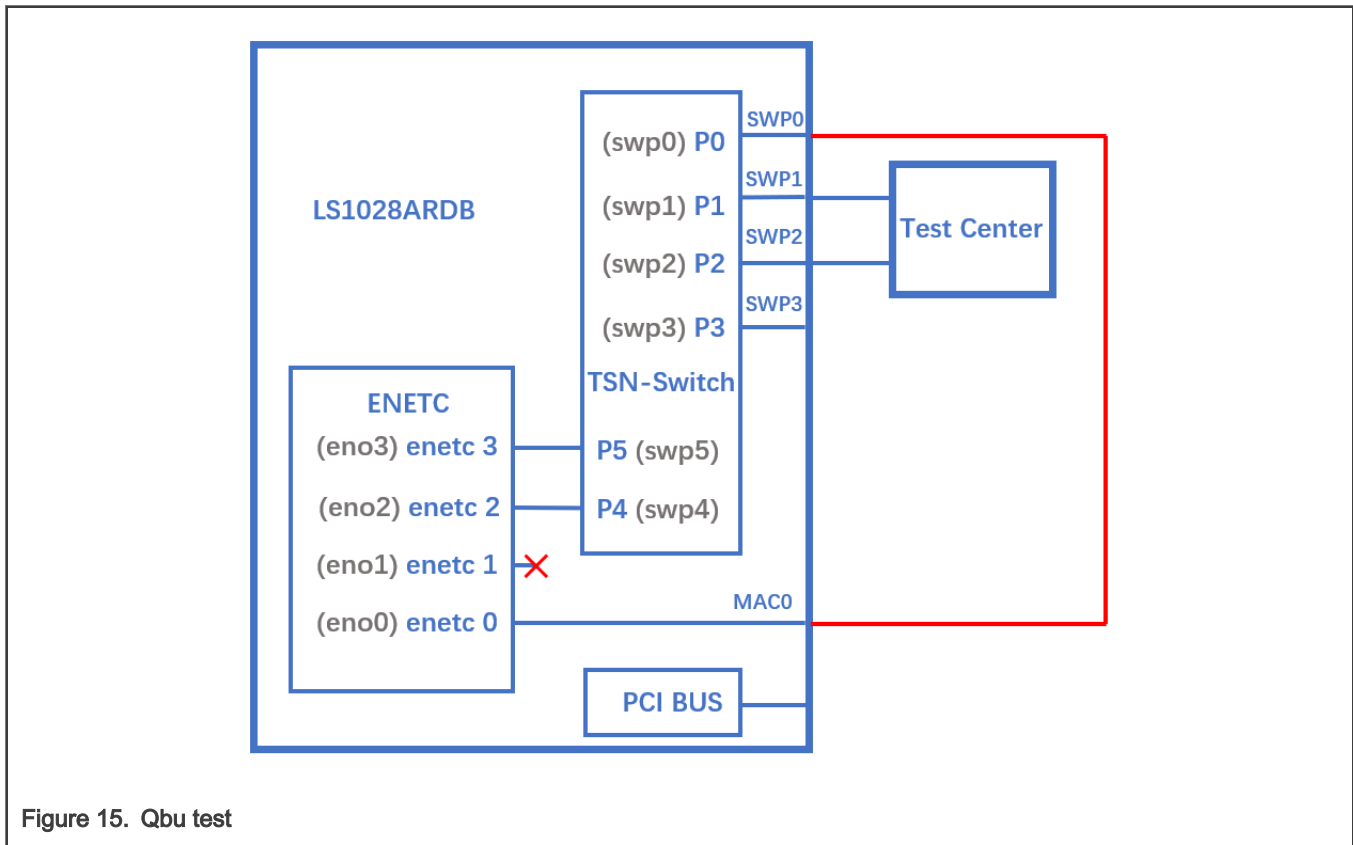 SWP0
(swp0) P0
SWP1
LS1028ARDB
(swp1) P1
Test Center
SWP2
(swp2) P2
SWP3
(swp3) P3
TSN-Switch
ENETC
(eno3) enetc 3
P5 (swp5)
(eno2) enetc 2
P4 (swp4)
(eno1) enetc 1
MAC0
(eno0) enetc 0
PCI BUS
Figure 15. Qbu test